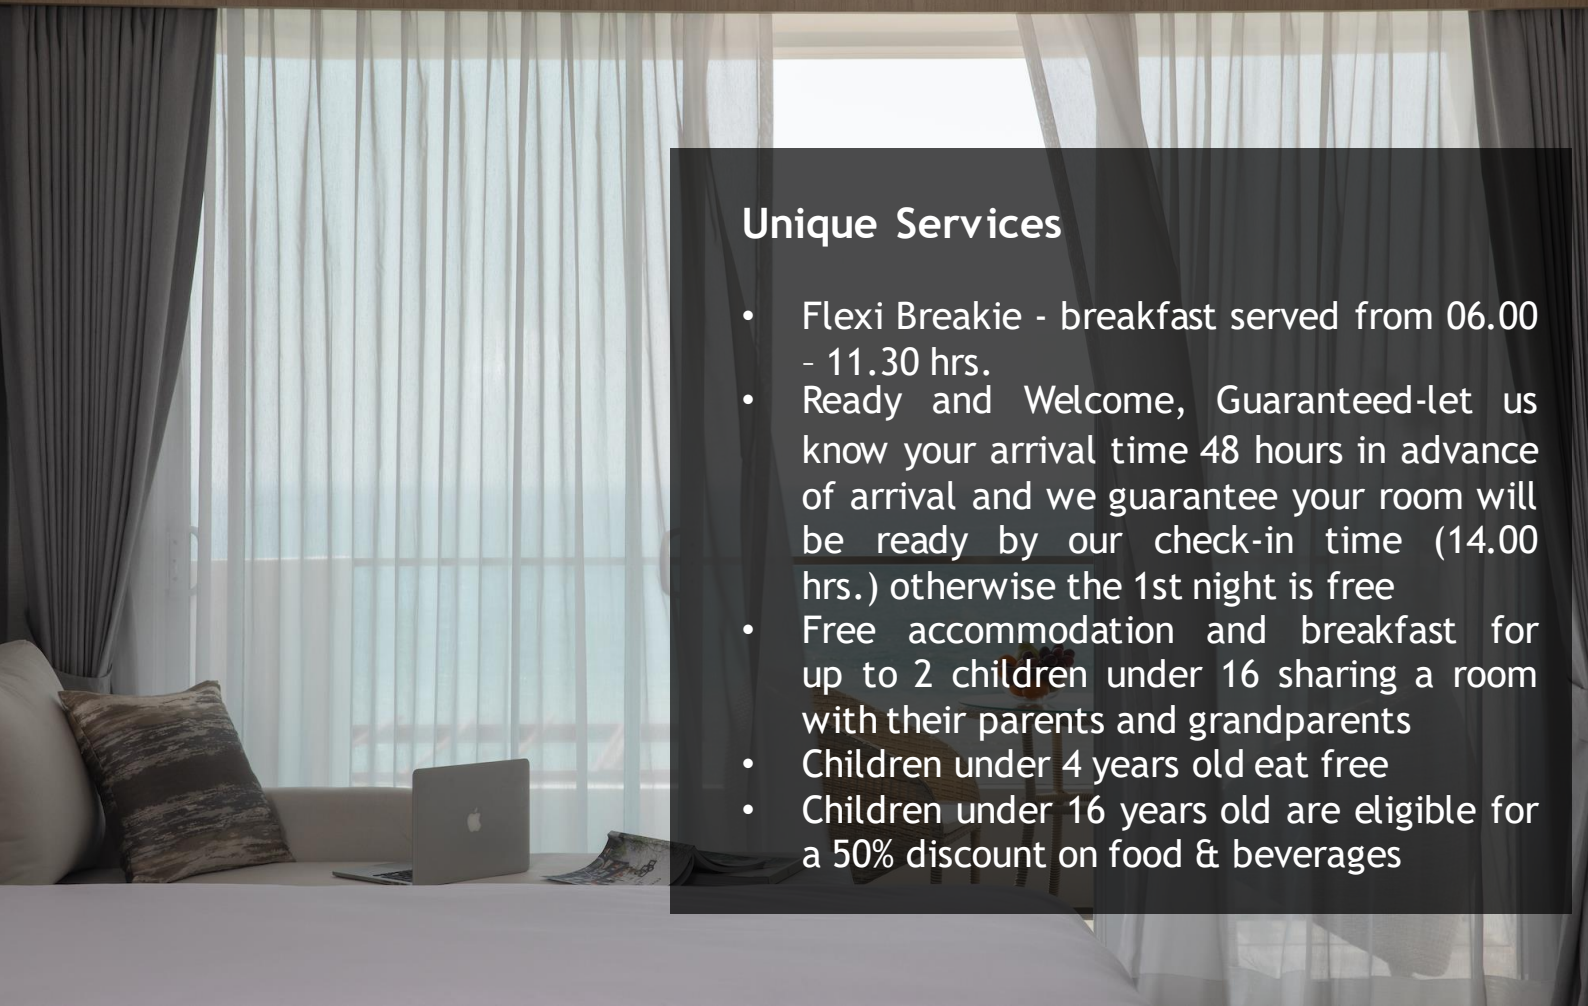 Unique Services
• Flexi Breakie - breakfast served from 06.00
– 11.30 hrs.
• Ready and Welcome, Guaranteed-let us
know your arrival time 48 hours in advance
of arrival and we guarantee your room will
be ready by our check-in time (14.00
hrs.) otherwise the 1st night is free
• Free accommodation and breakfast for
up to 2 children under 16 sharing a room
with their parents and grandparents
• Children under 4 years old eat free
• Children under 16 years old are eligible for
a 50% discount on food & beverages